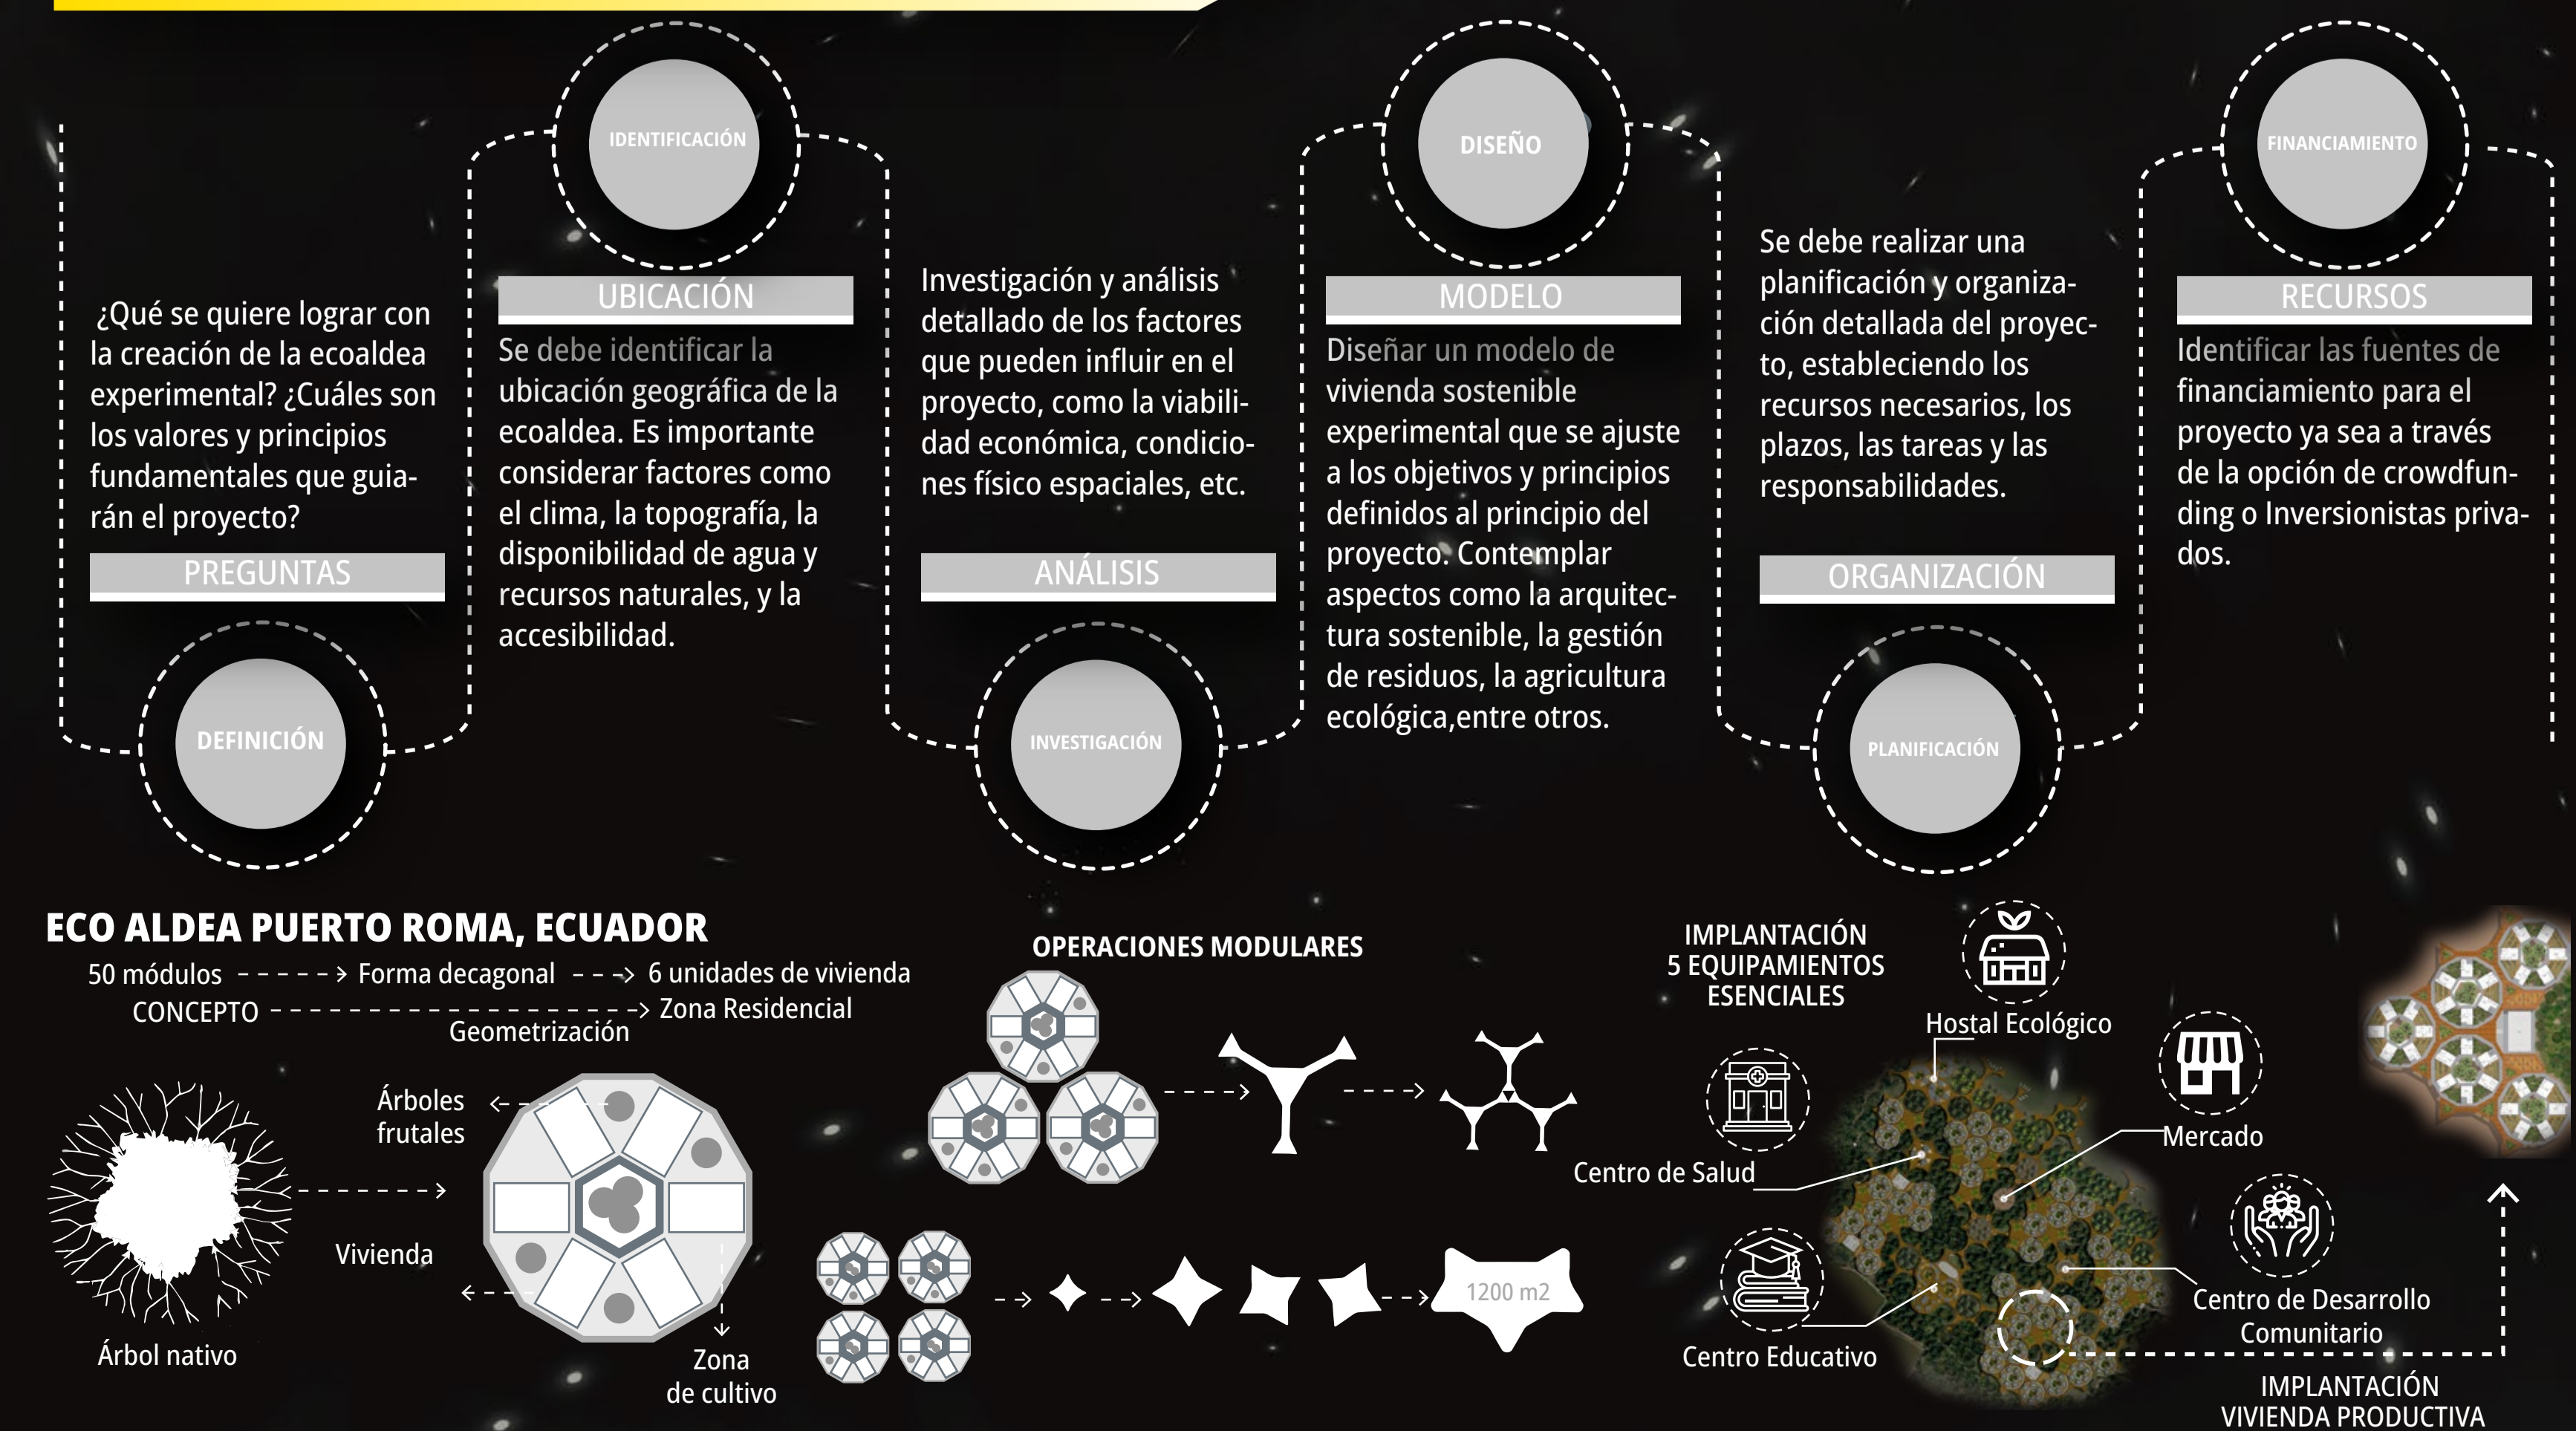 ¿Qué se quiere lograr con
la creación de la ecoaldea
experimental? ¿Cuáles son
los valores y principios
fundamentales que guia-
rán el proyecto?
PREGUNTAS
DEFINICIÓN
IDENTIFICACIÓN
UBICACIÓN
Se debe identificar la
ubicación geográfica de la
ecoaldea. Es importante
considerar factores como
el clima, la topografía, la
disponibilidad de agua y
recursos naturales, y la
accesibilidad.
Investigación y análisis
detallado de los factores
que pueden influir en el
proyecto, como la viabili-
dad económica, condicio-
nes físico espaciales, etc.
ANÁLISIS
INVESTIGACIÓN
DISEÑO
MODELO
Diseñar un modelo de
vivienda sostenible
experimental que se ajuste
a los objetivos y principios
definidos al principio del
proyecto. Contemplar
aspectos como la arquitec-
tura sostenible, la gestión
de residuos, la agricultura
ecológica,entre otros.
Se debe realizar una
planificación y organiza-
ción detallada del proyec-
to, estableciendo los
recursos necesarios, los
plazos, las tareas y las
responsabilidades.
ORGANIZACIÓN
PLANIFICACIÓN
FINANCIAMIENTO
RECURSOS
Identificar las fuentes de
financiamiento para el
proyecto ya sea a través
de la opción de crowdfun-
ding o Inversionistas priva-
dos.
ECO ALDEA PUERTO ROMA, ECUADOR
50 módulos Forma decagonal 6 unidades de vivienda
CONCEPTO Zona Residencial
Geometrización
Árboles
frutales
Vivienda
Árbol nativo
Zona
de cultivo
OPERACIONES MODULARES
1200 m2
IMPLANTACIÓN
5 EQUIPAMIENTOS
ESENCIALES
Hostal Ecológico
Mercado
Centro de Salud
Centro Educativo
Centro de Desarrollo
Comunitario
IMPLANTACIÓN
VIVIENDA PRODUCTIVA